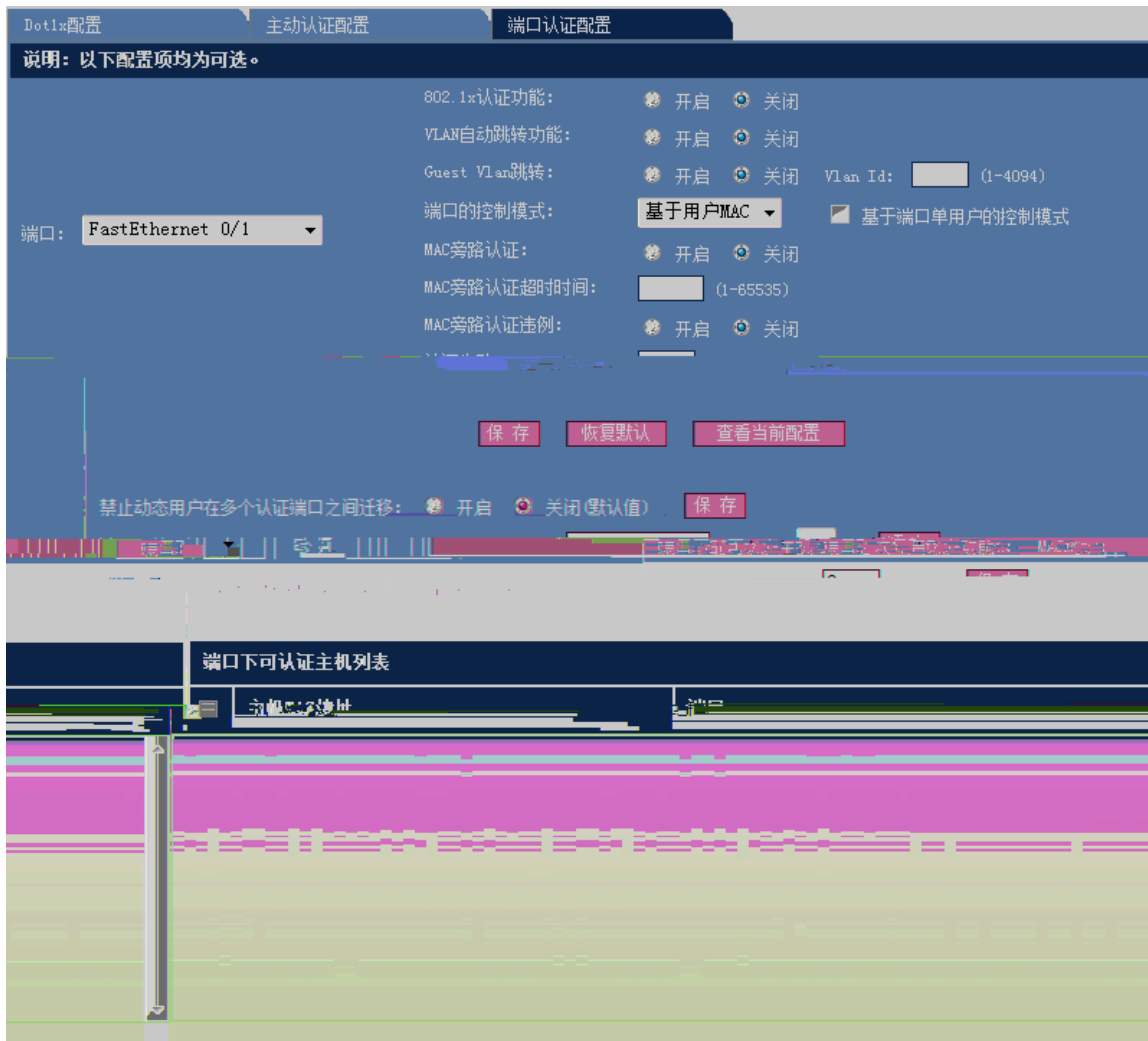 Dot1x配置 主动认证配置 端口认证配置
说明：以下配置项均为可选。
802.1x认证功能： 开启 关闭
VLAN自动跳转功能： 开启 关闭
Guest Vlan跳转： 开启 关闭 Vlan Id： (1-4094)
端口的控制模式： 基于用户MAC 基于端口单用户的控制模式
端口： FastEthernet 0/1
MAC旁路认证： 开启 关闭
MAC旁路认证超时时间： (1-65535)
MAC旁路认证违例： 开启 关闭
保存 恢复默认 查看当前配置
禁止动态用户在多个认证端口之间迁移： 开启 关闭(默认值) 保存
端口下可认证主机列表